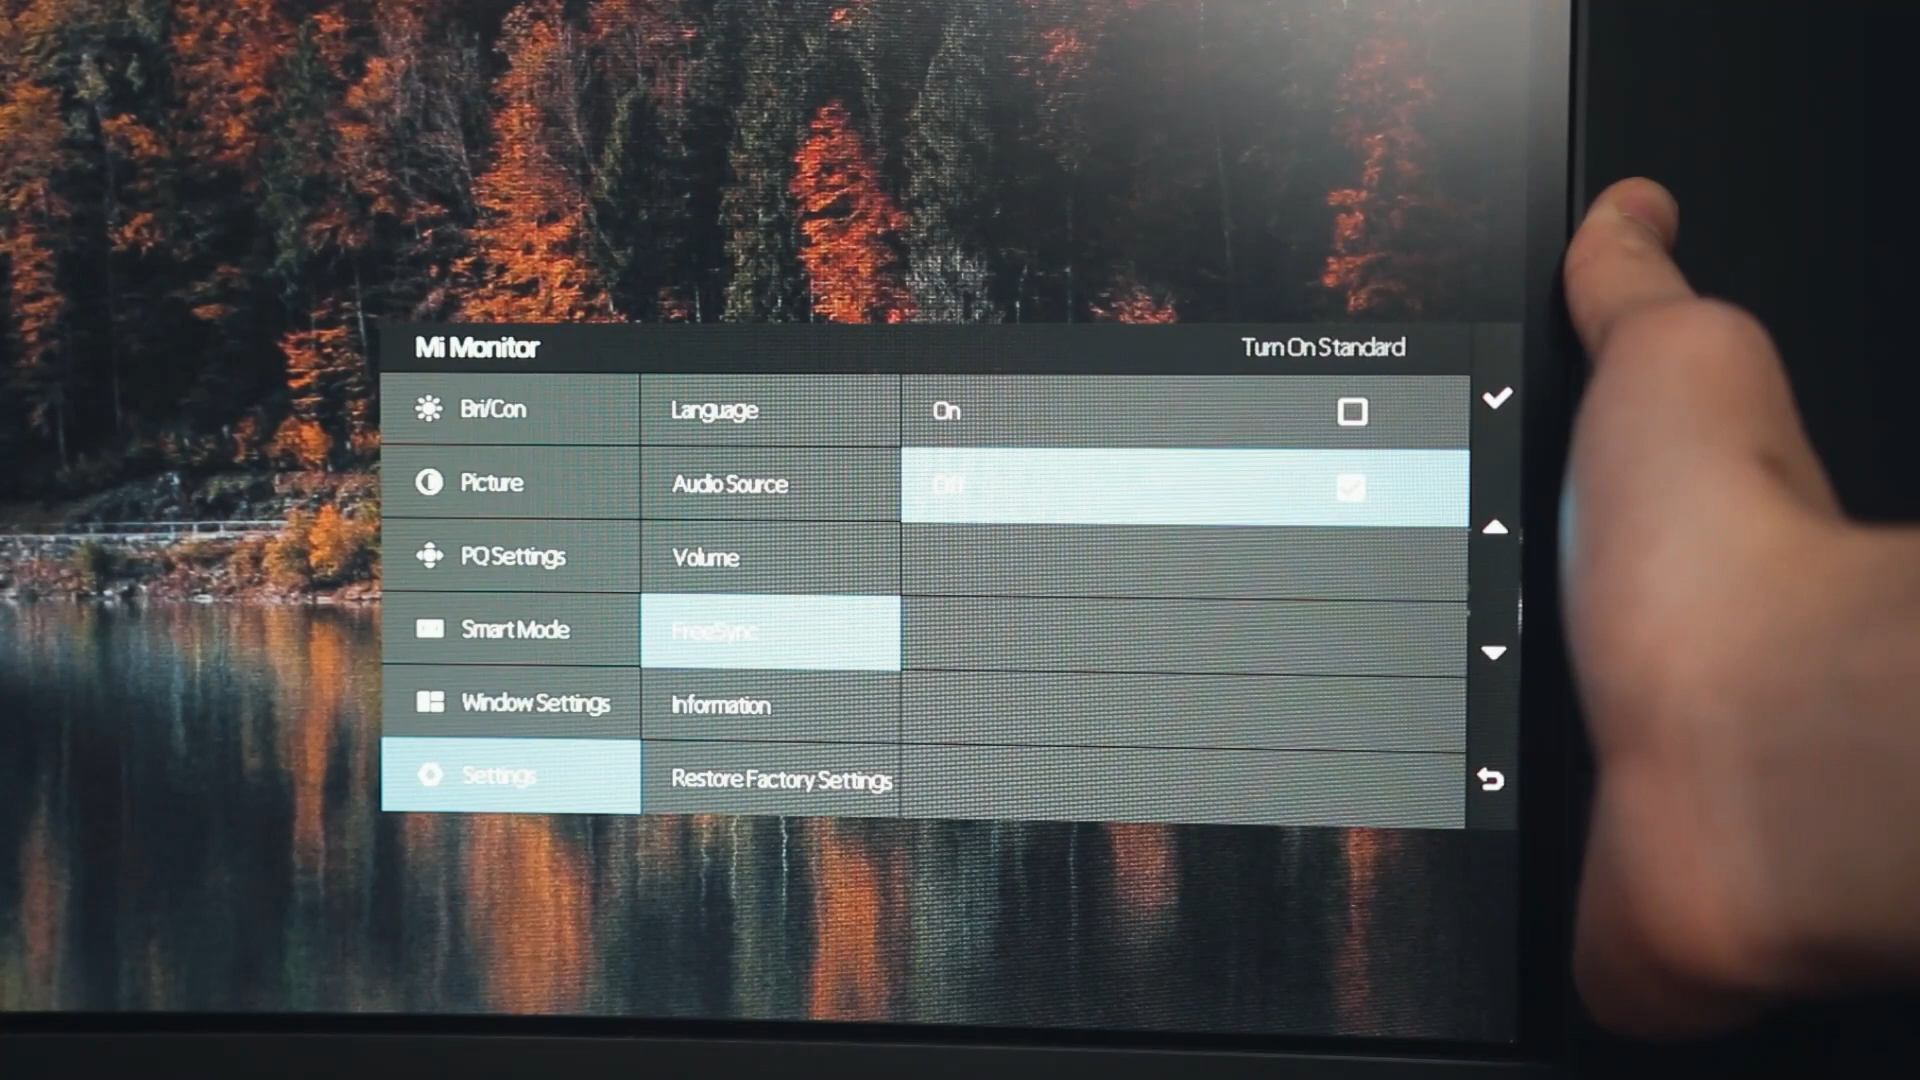 Mi Monitor
Turn On Standard
Bri/Con
Language
On
Picture
Audio Source
Off
PQ Settings
Volume
Smart Mode
FreeSync
Window Settings
Information
Settings
Restore Factory Settings